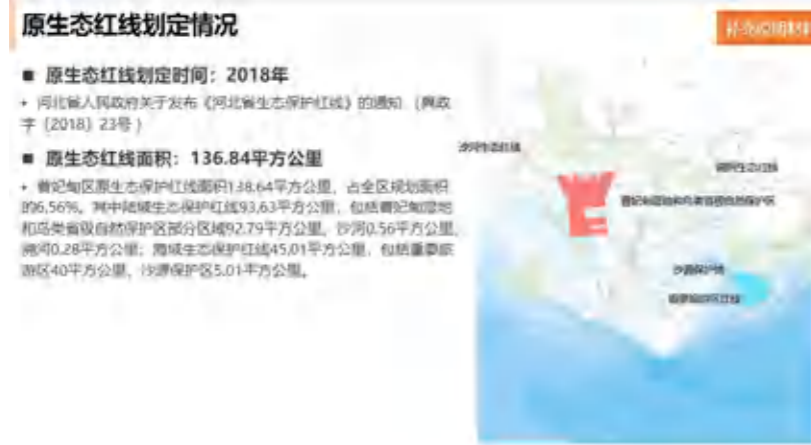 原生态红线划定情况
■ 原生态红线划定时间：2018年
• 河北省人民政府关于发布《河北省生态保护红线》的通知（冀政
字〔2018〕23号）
■ 原生态红线面积：136.84平方公里
• 曹妃甸区原生态保护红线面积138.64平方公里，占全区规划面积
的6.56%。其中陆域生态保护红线93.63平方公里，包括曹妃甸湿地
和鸟类省级自然保护区部分区域92.79平方公里、沙河0.56平方公里、
溯河0.28平方公里；海域生态保护红线45.01平方公里，包括重要旅
游区40平方公里、沙源保护区5.01平方公里。
沙河生态红线
溯河生态红线
曹妃甸湿地和鸟类省级自然保护区
沙源保护地